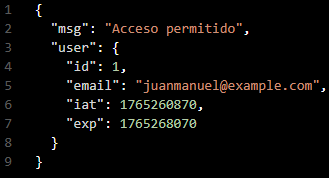 1 {
2 "msg": "Acceso permitido",
3 "user": {
4 "id": 1,
5 "email": "juanmanuel@example.com",
6 "iat": 1765260870,
7 "exp": 1765268070
8 }
9 }